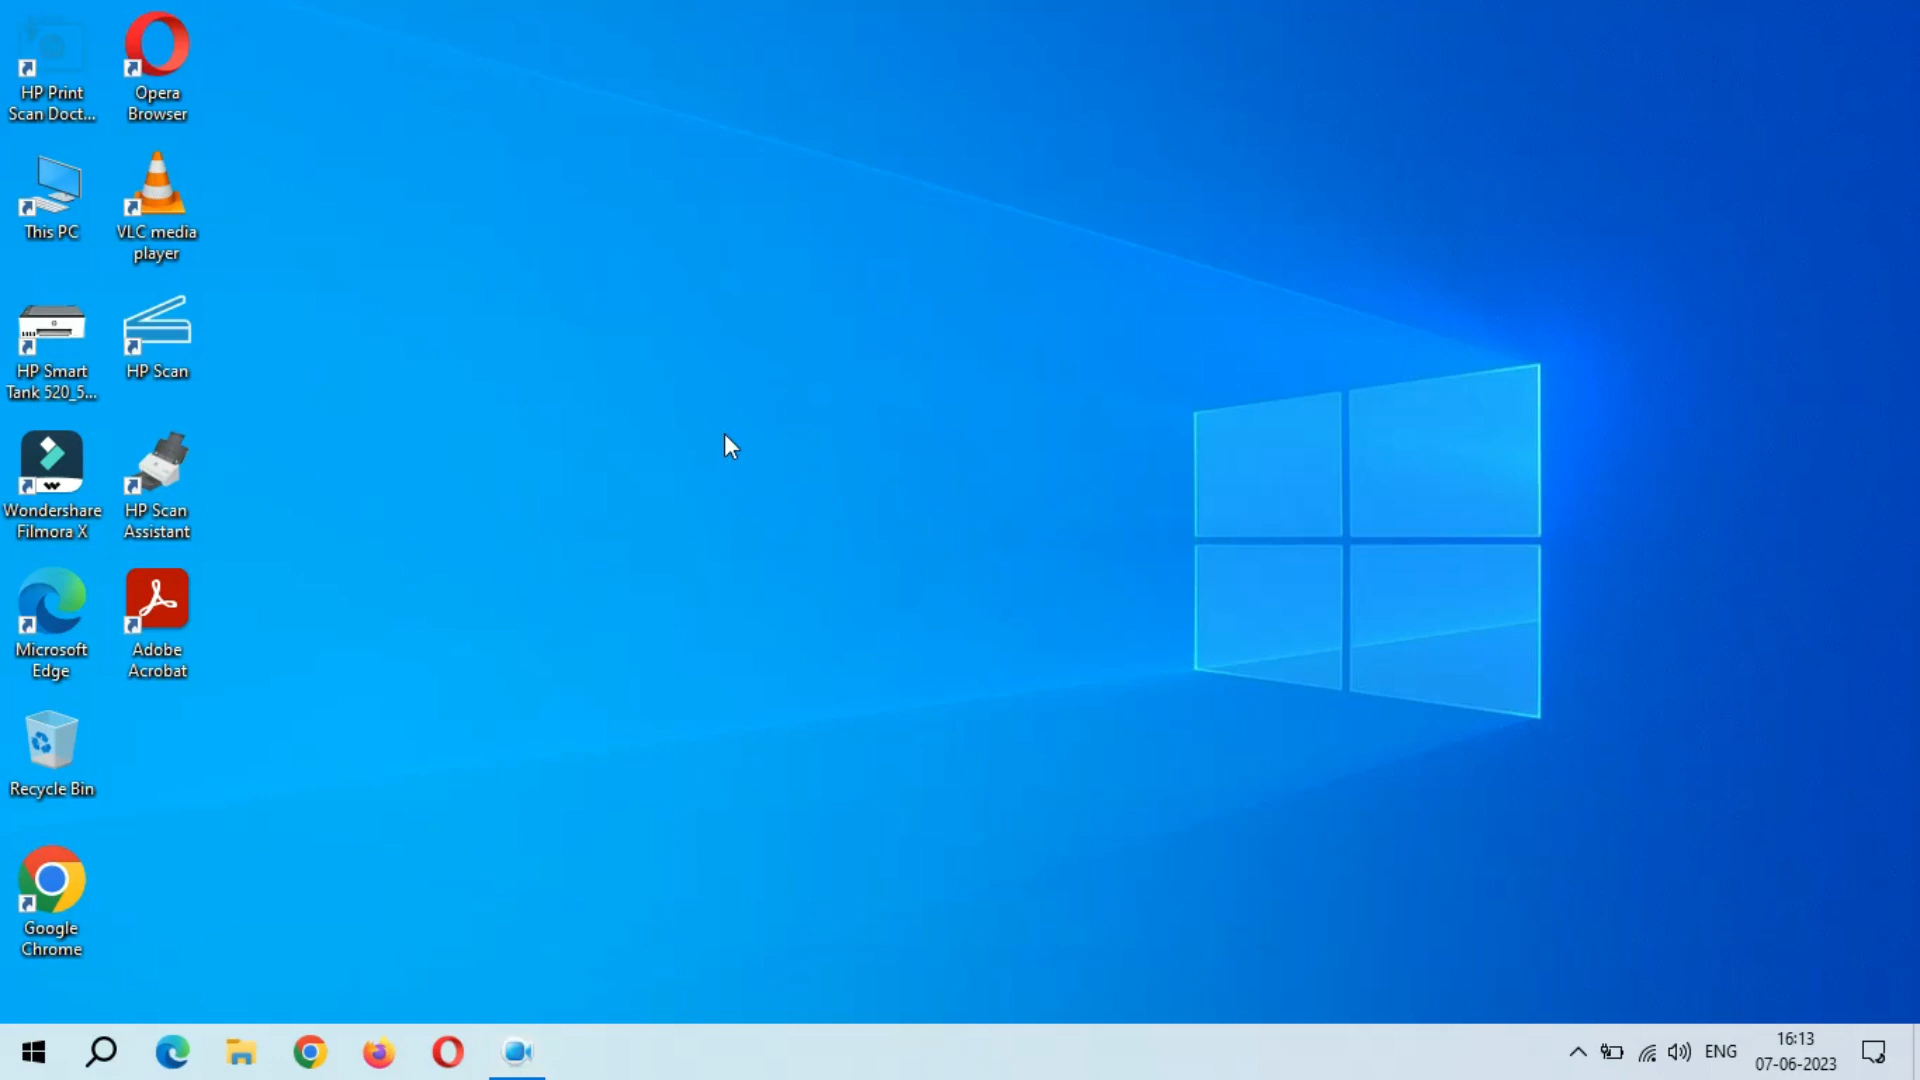 HP Print
Scan Doct...
Opera
Browser
This PC
VLC media
player
HP Smart
Tank 520_5...
HP Scan
Wondershare
Filmora X
HP Scan
Assistant
Microsoft
Edge
Adobe
Acrobat
Recycle Bin
Google
Chrome
ENG
16:13
07-06-2023